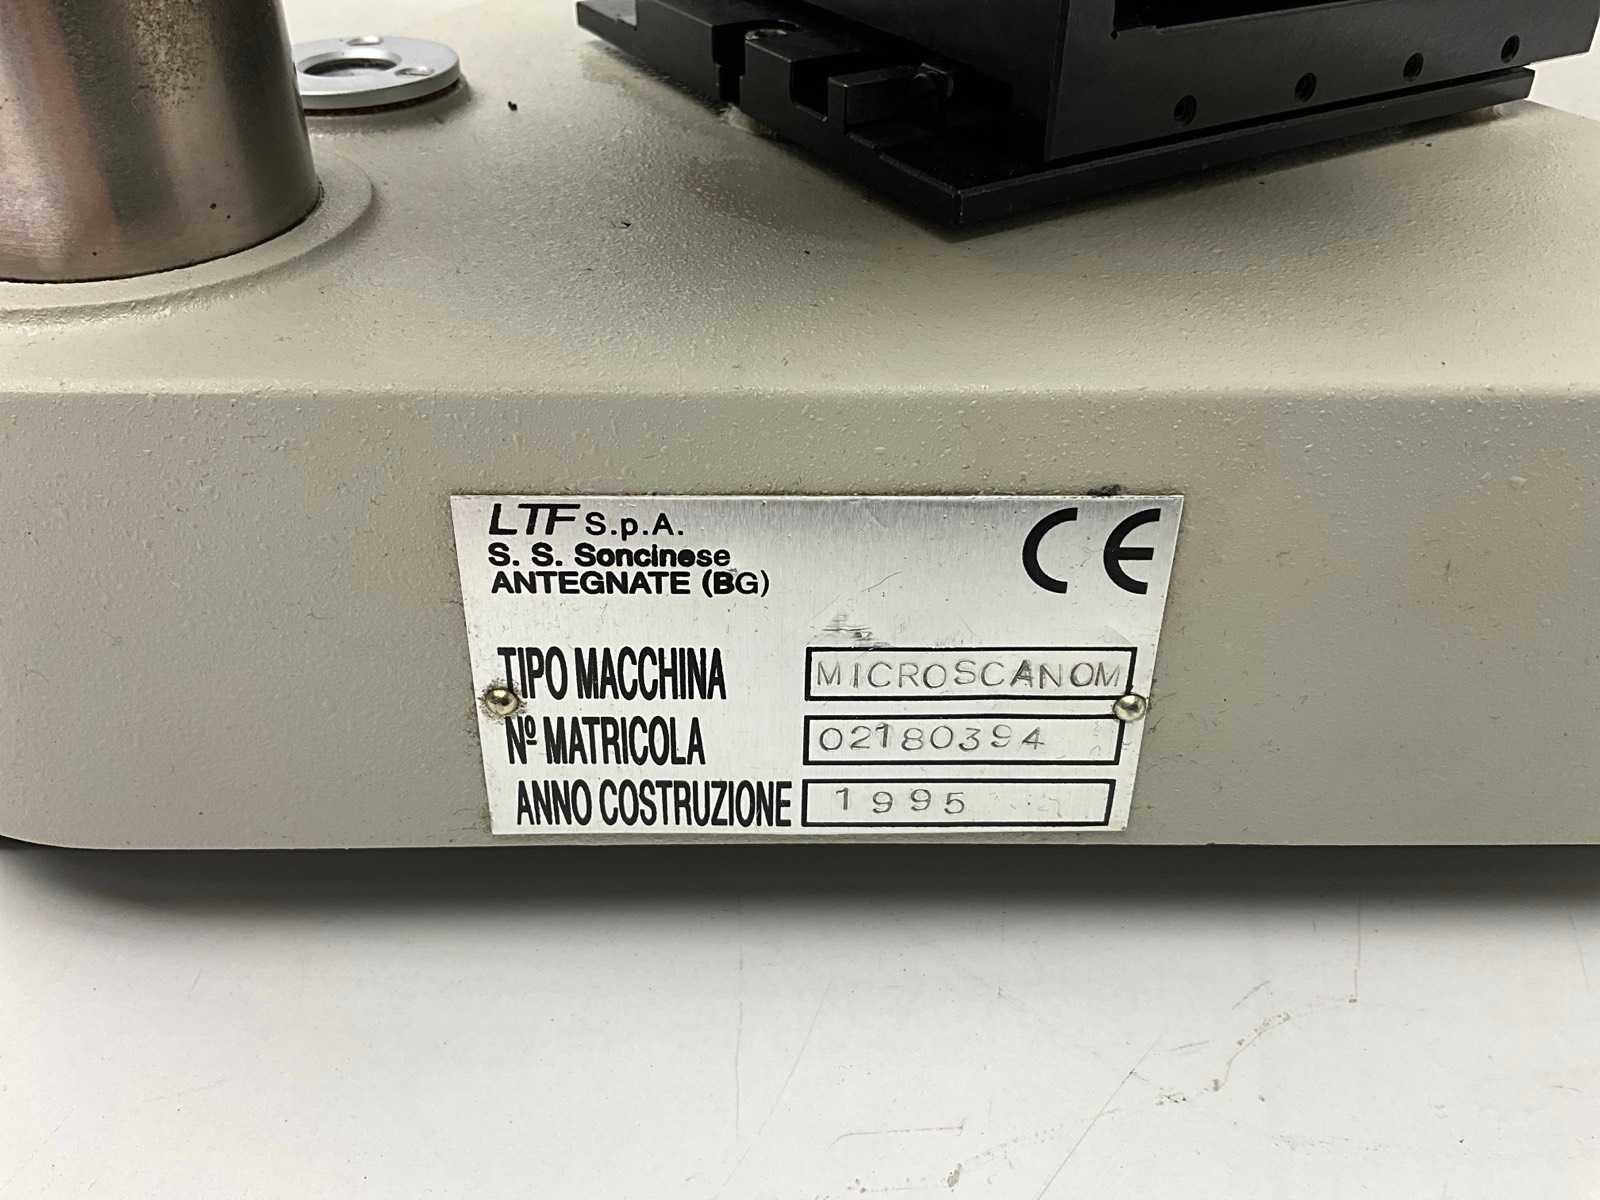 LTF S.p.A.
S. S. Soncinese
ANTEGNATE (BG)
CE
TIPO MACCHINA MICROSCANOM
Nº MATRICOLA 02180394
ANNO COSTRUZIONE 1995